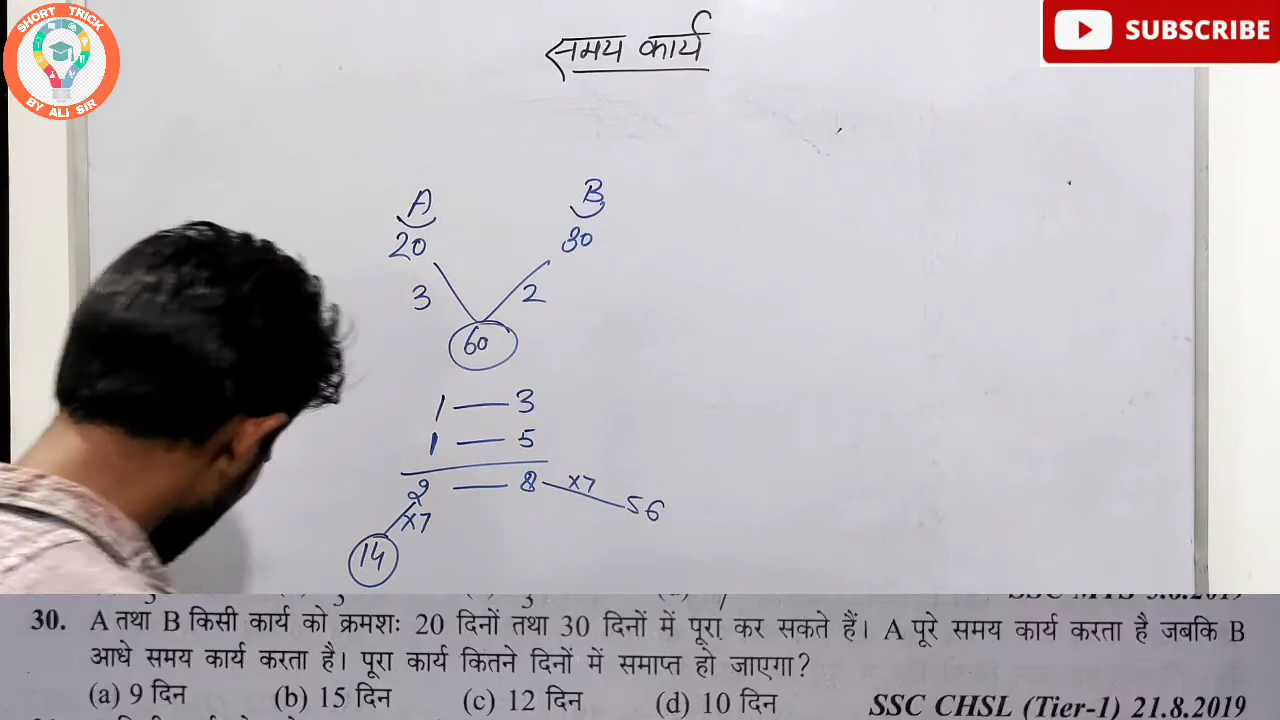 SHORT TRICK
BY ALI SIR
SUBSCRIBE
समय कार्य
A B
20 30
3 2
60
1 — 3
1 — 5
2 — 8 x7 56
x7
14
30. A तथा B किसी कार्य को क्रमशः 20 दिनों तथा 30 दिनों में पूरा कर सकते हैं। A पूरे समय कार्य करता है जबकि B
आधे समय कार्य करता है। पूरा कार्य कितने दिनों में समाप्त हो जाएगा?
(a) 9 दिन (b) 15 दिन (c) 12 दिन (d) 10 दिन SSC CHSL (Tier-1) 21.8.2019